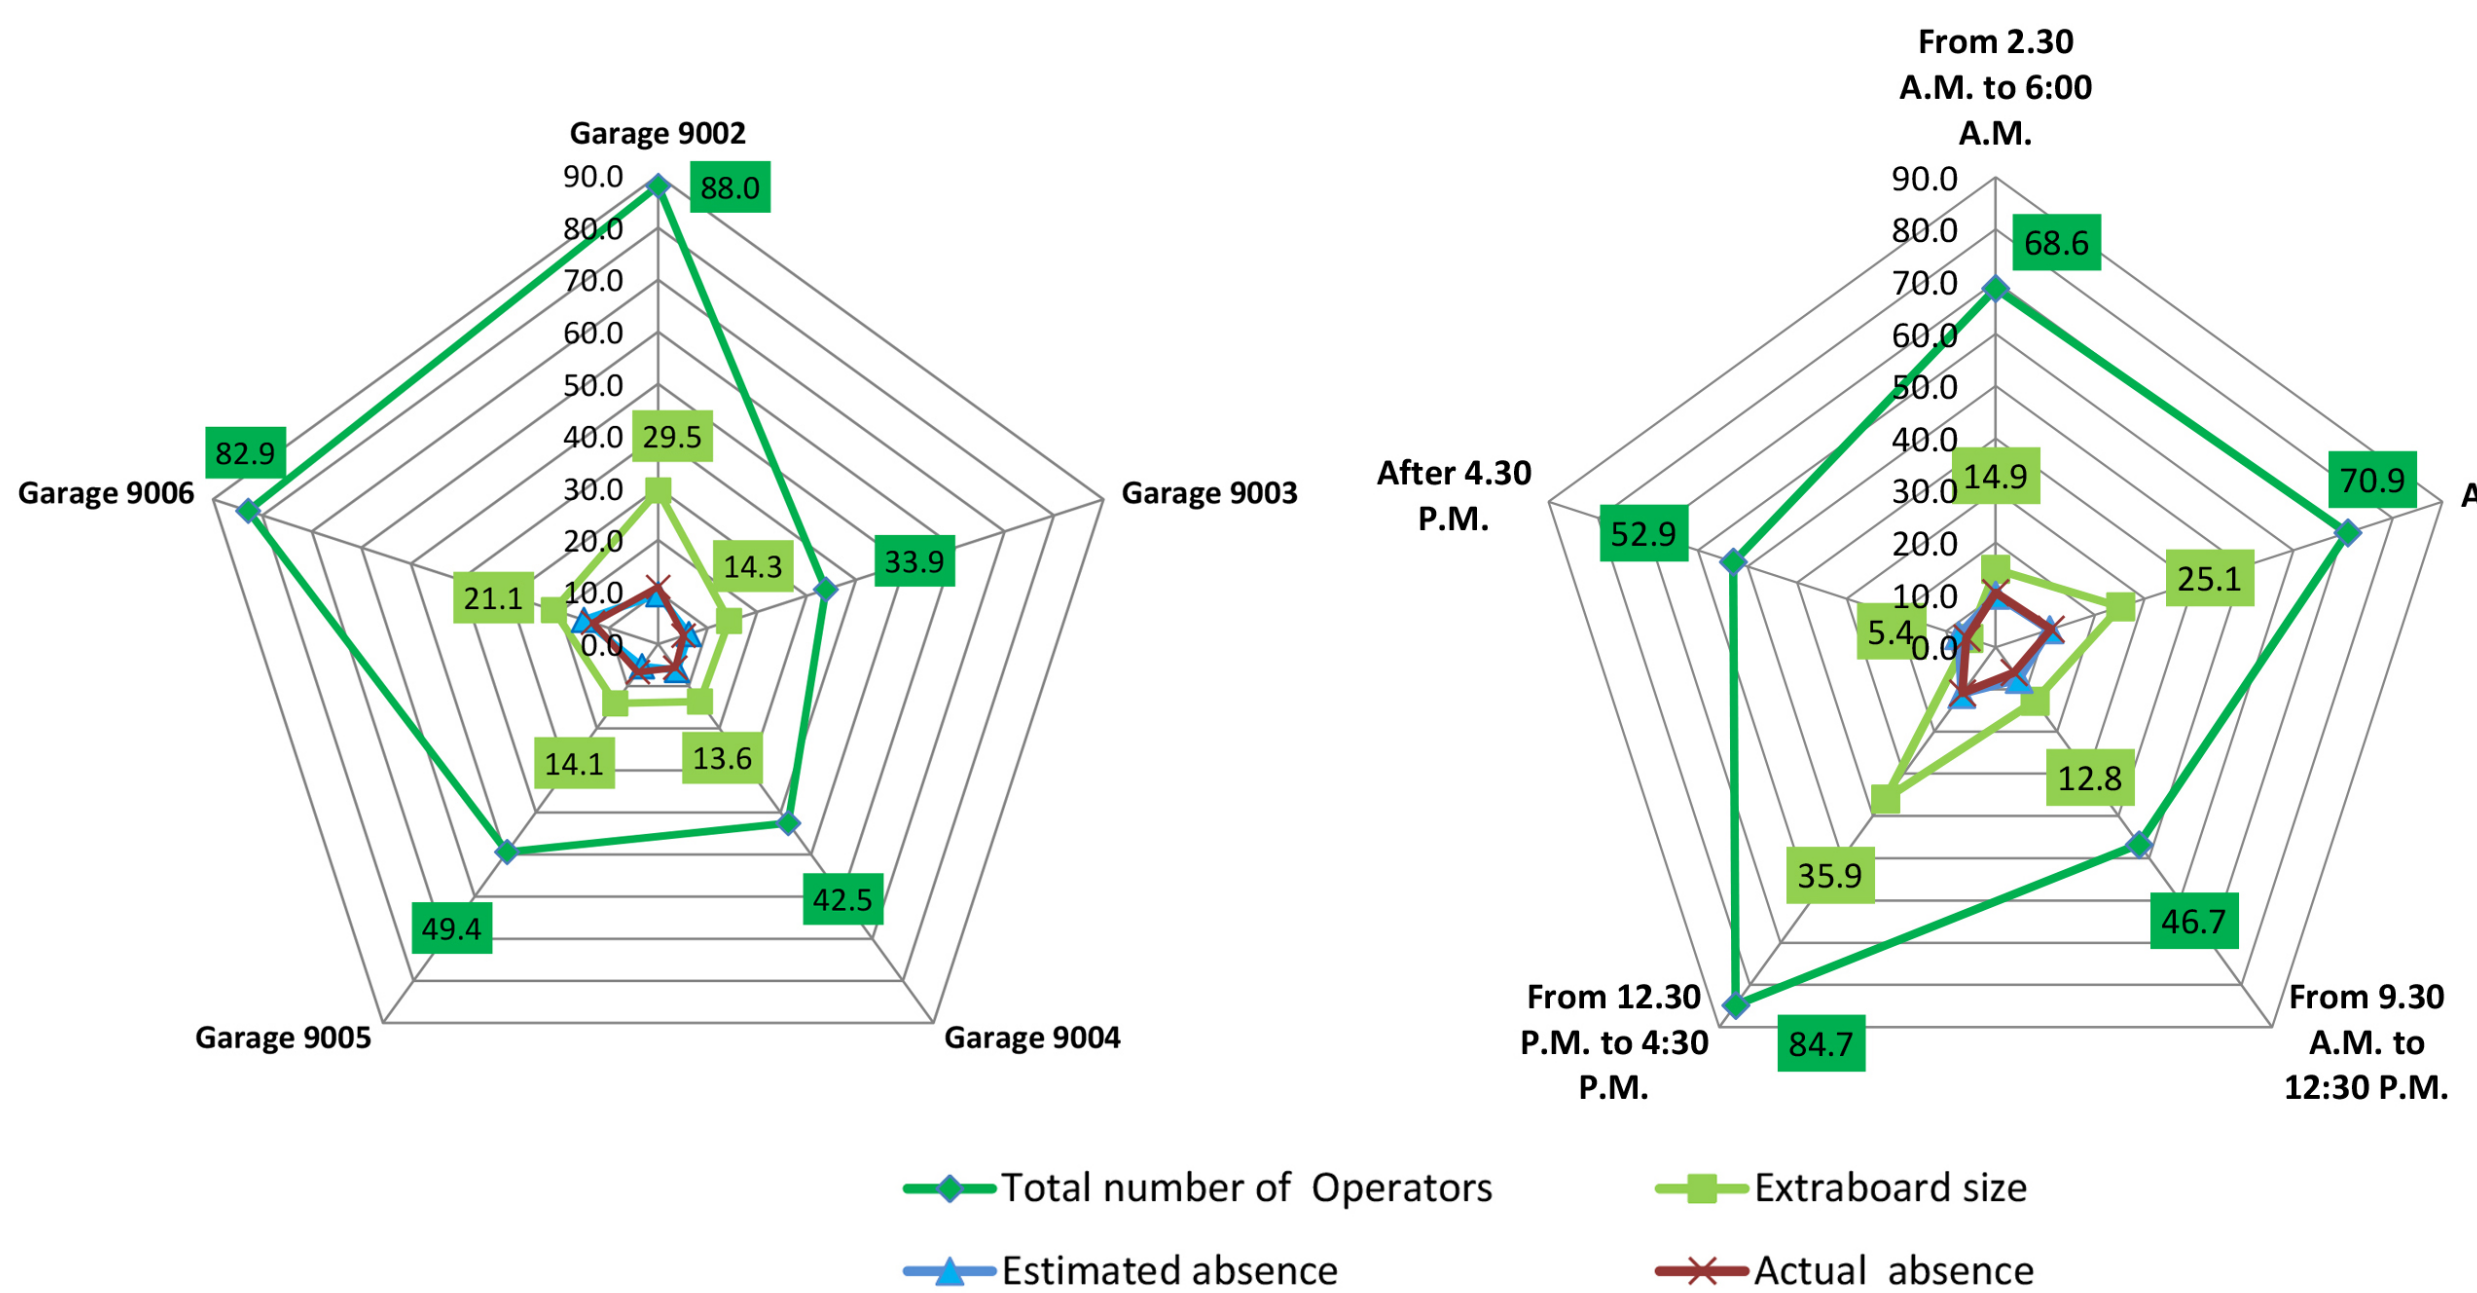 Garage 9002
90.0
80.0
70.0
60.0
50.0
40.0
30.0
20.0
10.0
0.0
88.0
29.5
Garage 9003
33.9
14.3
Garage 9004
42.5
13.6
Garage 9005
49.4
14.1
Garage 9006
82.9
21.1
From 2.30
A.M. to 6:00
A.M.
90.0
80.0
70.0
60.0
50.0
40.0
30.0
20.0
10.0
0.0
68.6
14.9
70.9
25.1
From 9.30
A.M. to
12:30 P.M.
46.7
12.8
From 12.30
P.M. to 4:30
P.M.
84.7
35.9
After 4.30
P.M.
52.9
5.4
Total number of Operators
Extraboard size
Estimated absence
Actual absence